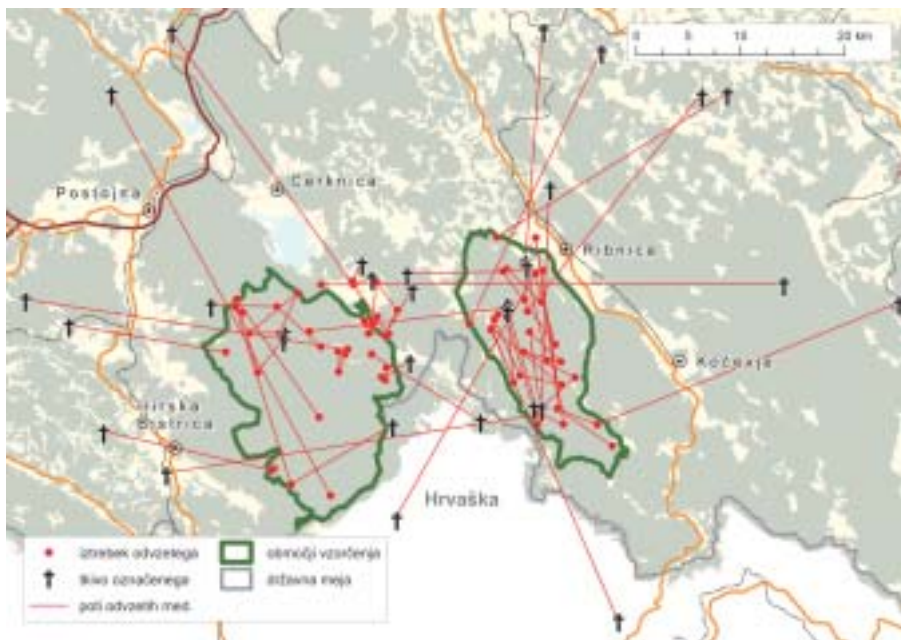 0 5 10 20 km
Cerknica
Postojna
Ribnica
Kočevje
Ilirska
Bistrica
Hrvaška
iztrebek odvzetega
tkivo označenega
poti odvzetih med.
območji vzorčenja
državna meja